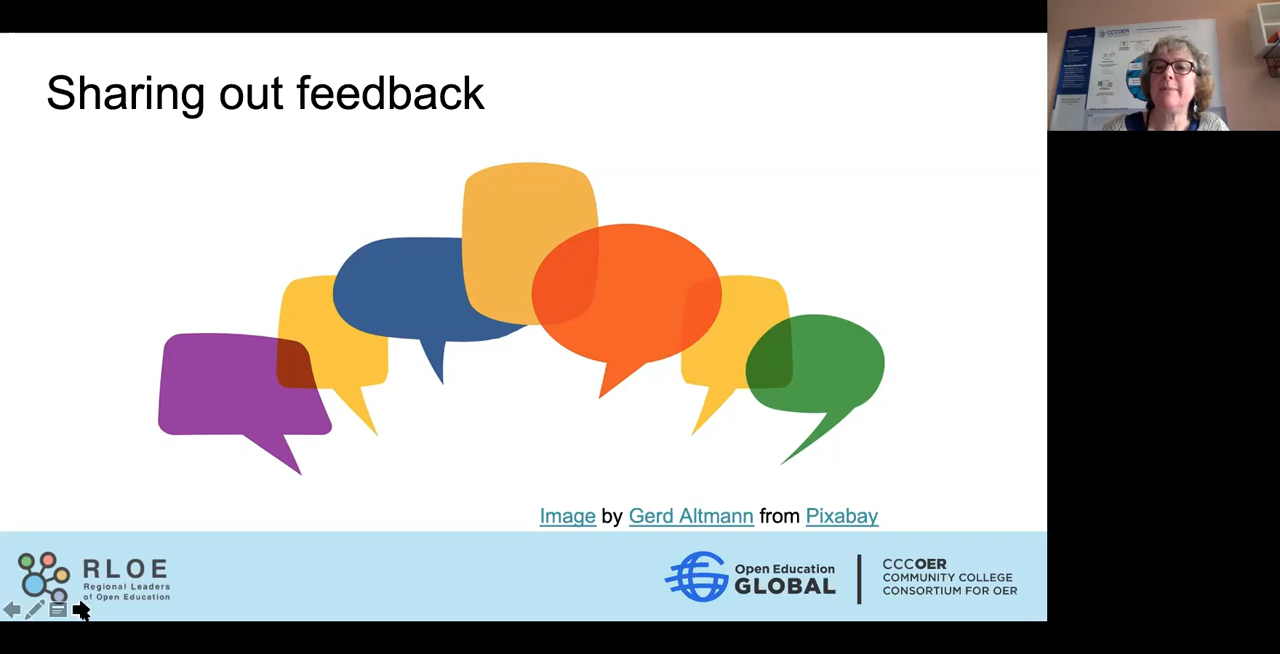 Sharing out feedback
CCCOER
Image by Gerd Altmann from Pixabay
RLOE
Regional Leaders
of Open Education
Open Education
GLOBAL
CCCOER
COMMUNITY COLLEGE
CONSORTIUM FOR OER